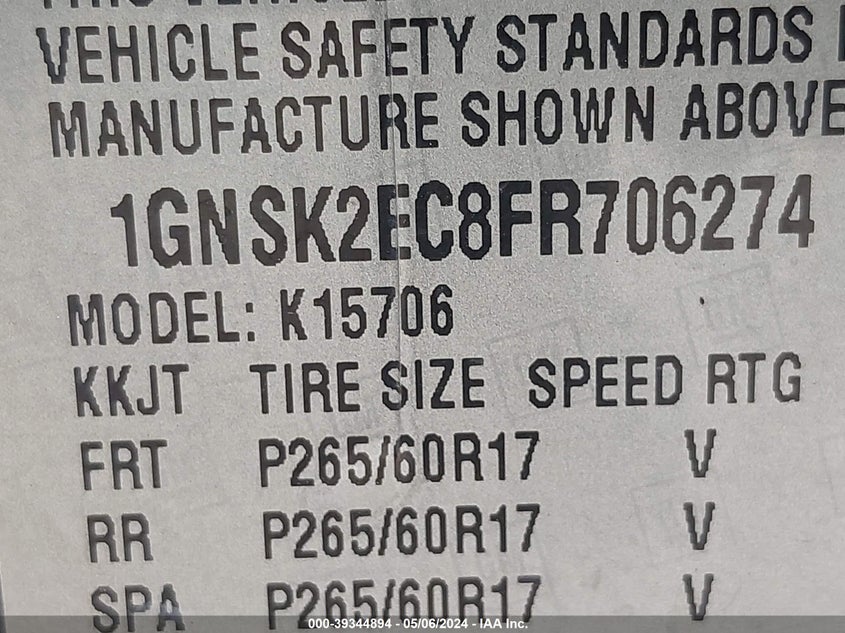 VEHICLE SAFETY STANDARDS
MANUFACTURE SHOWN ABOVE
1GNSK2EC8FR706274
MODEL: K15706
KKJT TIRE SIZE SPEED RTG
FRT P265/60R17 V
RR P265/60R17 V
SPA P265/60R17 V
000-39344894 - 05/06/2024 - IAA Inc.